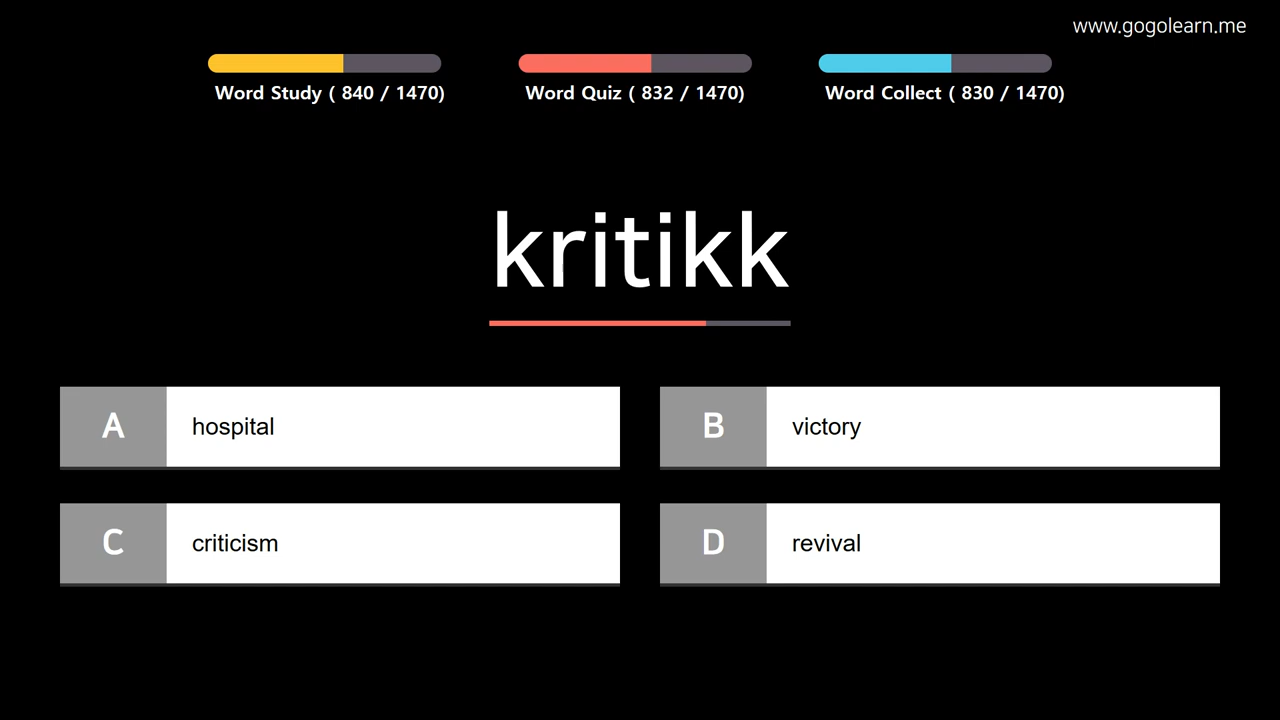 www.gogolearn.me
Word Study ( 840 / 1470)
Word Quiz ( 832 / 1470)
Word Collect ( 830 / 1470)
kritikk
A hospital
B victory
C criticism
D revival